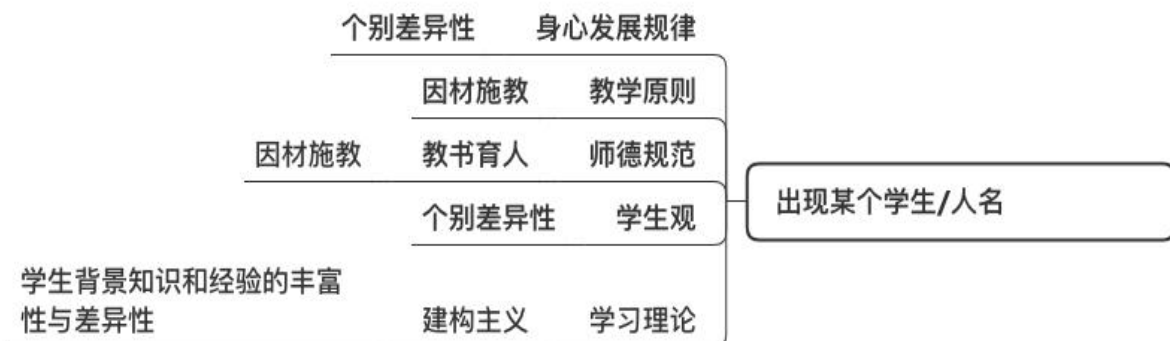 个别差异性 身心发展规律
因材施教 教学原则
因材施教 教书育人 师德规范
出现某个学生/人名
个别差异性 学生观
学生背景知识和经验的丰富
性与差异性 建构主义 学习理论